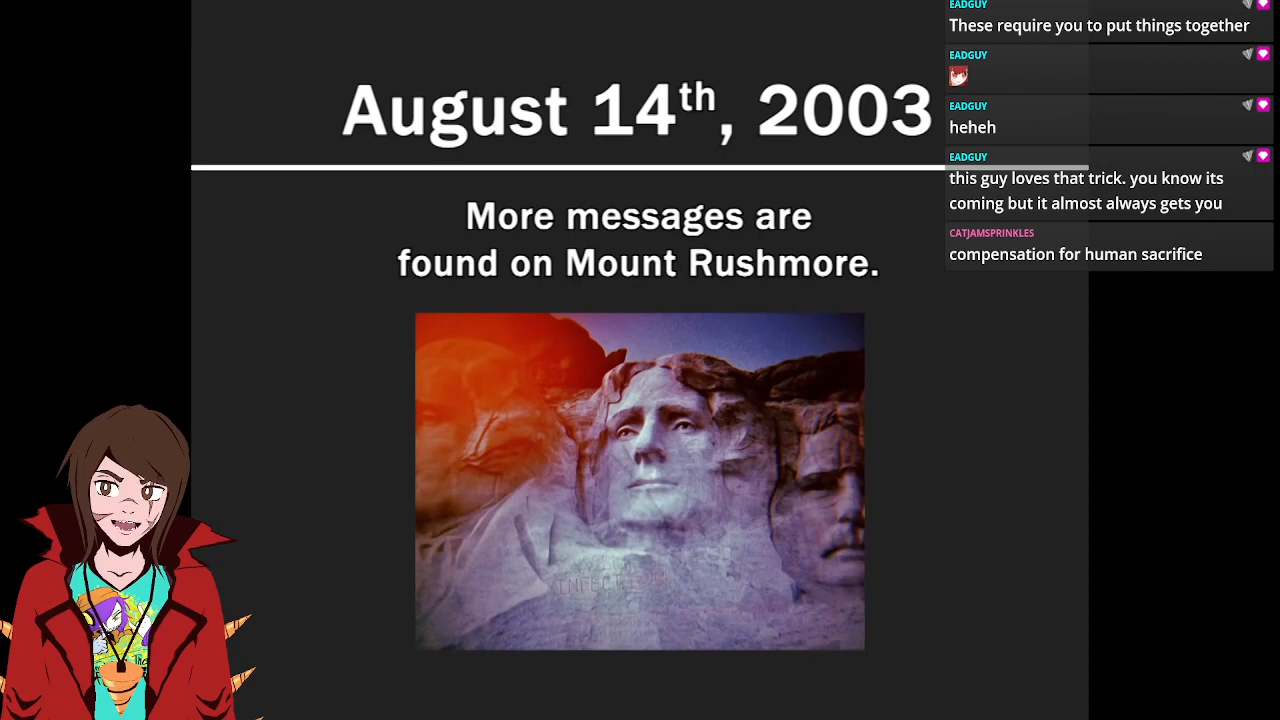 August 14th, 2003
More messages are
found on Mount Rushmore.
EADGUY
These require you to put things together
EADGUY
EADGUY
heheh
EADGUY
this guy loves that trick. you know its
coming but it almost always gets you
CATJAMSPRINKLES
compensation for human sacrifice